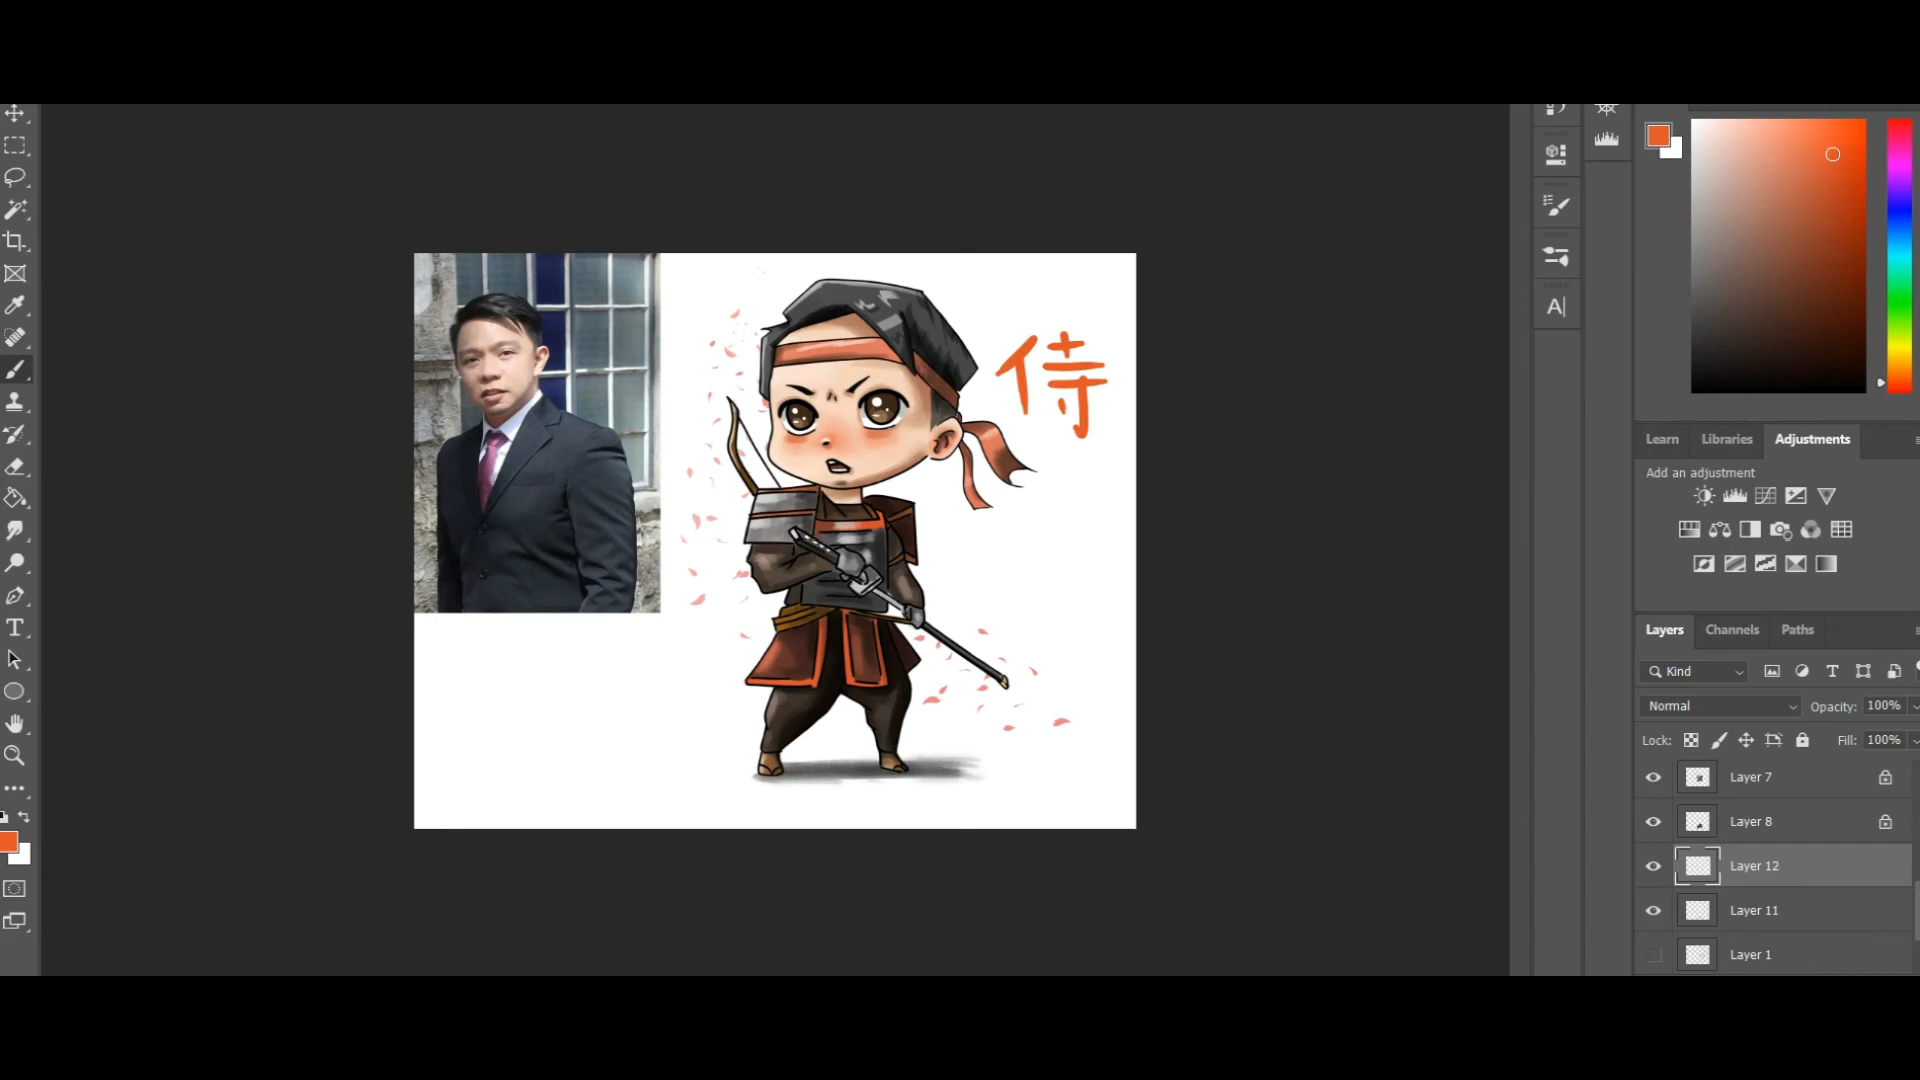 侍
Learn Libraries Adjustments
Add an adjustment
Layers Channels Paths
Kind
Normal Opacity: 100%
Lock: Fill: 100%
Layer 7
Layer 8
Layer 12
Layer 11
Layer 1